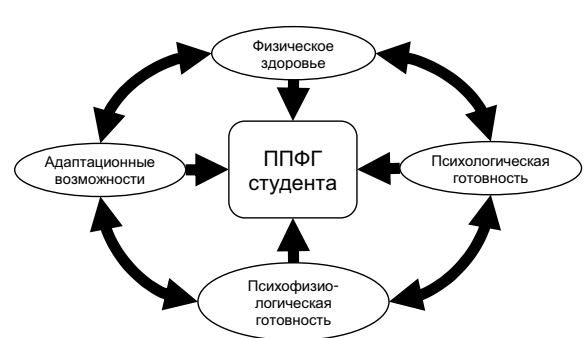 Физическое
здоровье
Адаптационные
возможности
ППФГ
студента
Психологическая
готовность
Психофизио-
логическая
готовность